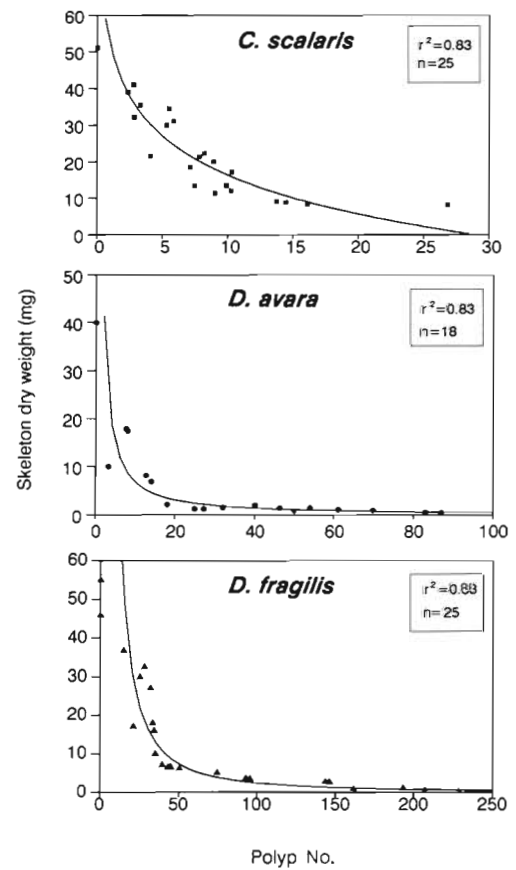 C. scalaris
r²=0.83
n=25
60
50
40
30
20
10
0
0 5 10 15 20 25 30
D. avara
r²=0.83
n=18
50
40
30
20
10
0
0 20 40 60 80 100
Skeleton dry weight (mg)
D. fragilis
r²=0.88
n=25
60
50
40
30
20
10
0
0 50 100 150 200 250
Polyp No.